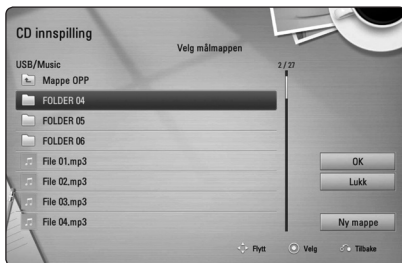 CD innspilling
Velg målmappen
USB/Music
2 / 27
Mappe OPP
FOLDER 04
FOLDER 05
FOLDER 06
File 01.mp3
File 02.mp3
File 03.mp3
File 04.mp3
OK
Lukk
Ny mappe
Flytt
Velg
Tilbake